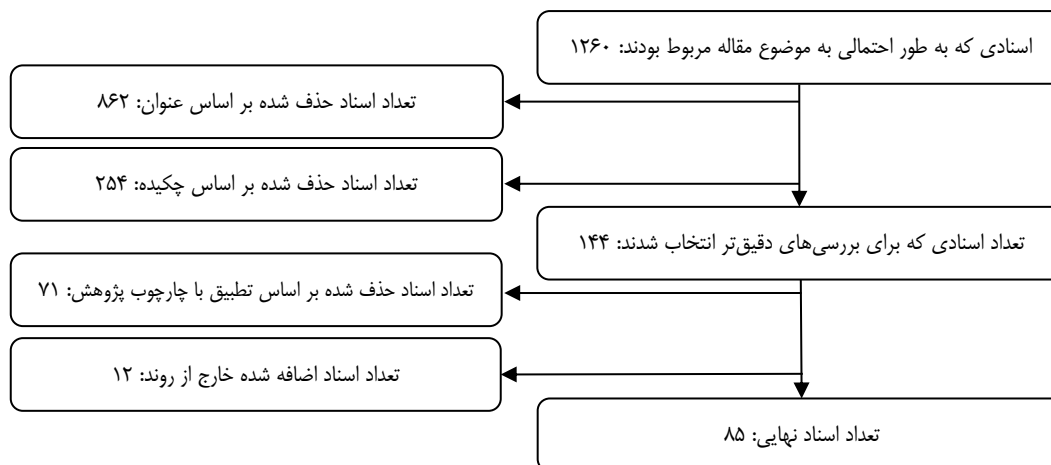 اسنادی که به طور احتمالی به موضوع مقاله مربوط بودند: ۱۲۶۰
تعداد اسناد حذف شده بر اساس عنوان: ۸۶۲
تعداد اسناد حذف شده بر اساس چکیده: ۲۵۴
تعداد اسنادی که برای بررسی‌های دقیق‌تر انتخاب شدند: ۱۴۴
تعداد اسناد حذف شده بر اساس تطبیق با چارچوب پژوهش: ۷۱
تعداد اسناد اضافه شده خارج از روند: ۱۲
تعداد اسناد نهایی: ۸۵